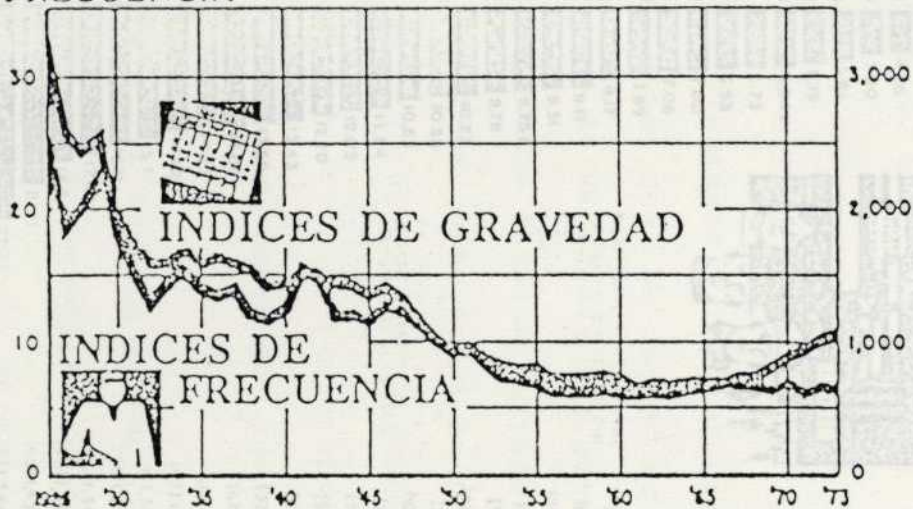 30 3,000
20 2,000
INDICES DE GRAVEDAD
10 1,000
INDICES DE
FRECUENCIA
0 0
'30 '35 '40 '45 '50 '55 '60 '65 '70 '73